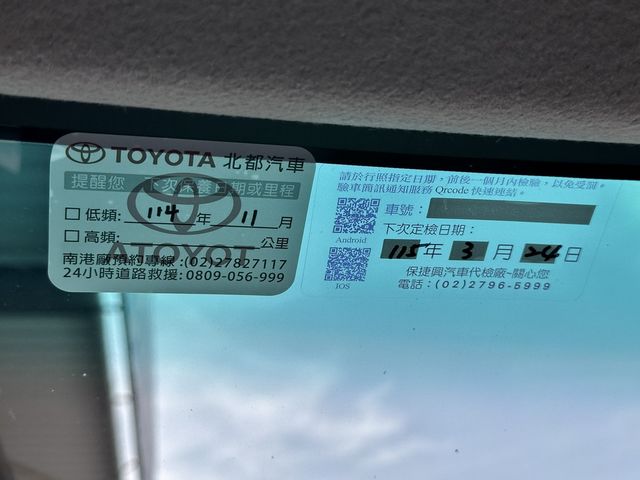 TOYOTA 北都汽車
提醒您 下次保養日期或里程
□ 低頻: 114 年 11 月
□ 高頻: 公里
南港廠預約專線:(02)27827117
24小時道路救援:0809-056-999
TOYOTA
請於行照指定日期,前後一個月內檢驗,以免受罰。
驗車簡訊通知服務 Qrcode 快速連結。
車號:
Android
下次定檢日期:
115年 3 月 24 日
IOS
保捷興汽車代檢廠~關心您
電話:(02)2796-5999